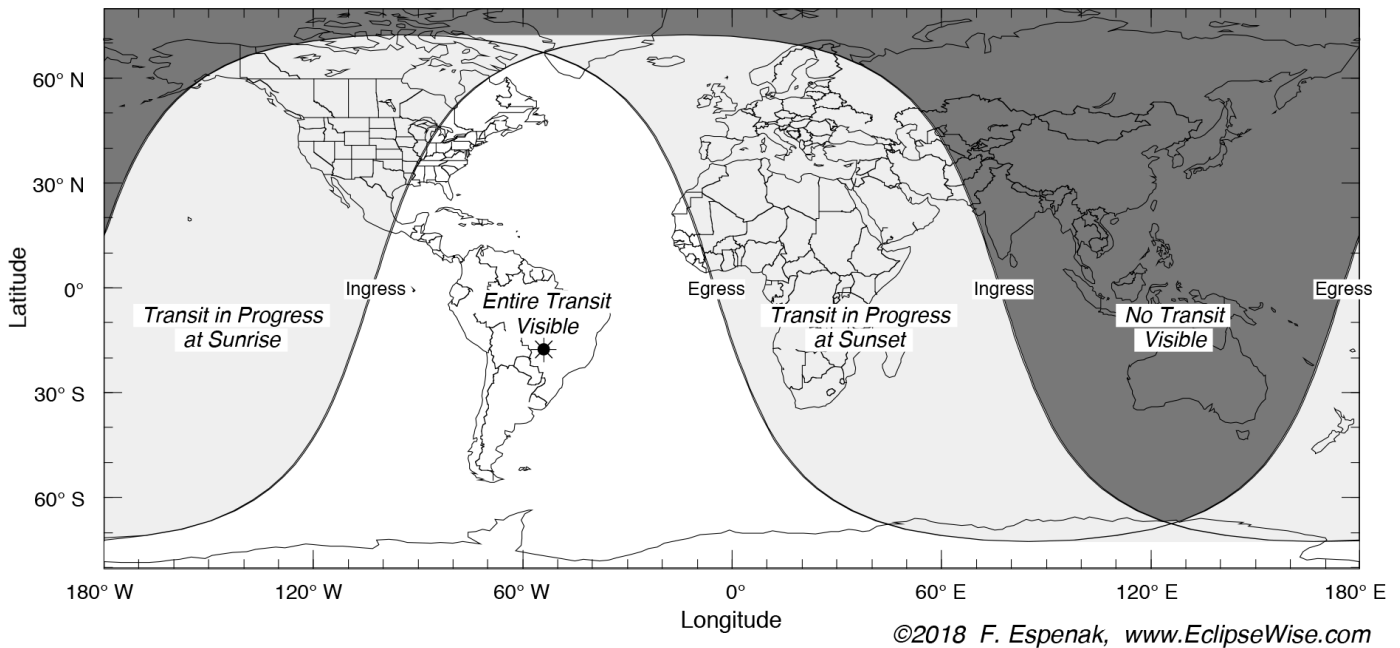 60° N
30° N
0°
30° S
60° S
Latitude
Ingress
Egress
Ingress
Egress
Transit in Progress
at Sunrise
Entire Transit
Visible
Transit in Progress
at Sunset
No Transit
Visible
180° W
120° W
60° W
0°
60° E
120° E
180° E
Longitude
©2018 F. Espenak, www.EclipseWise.com